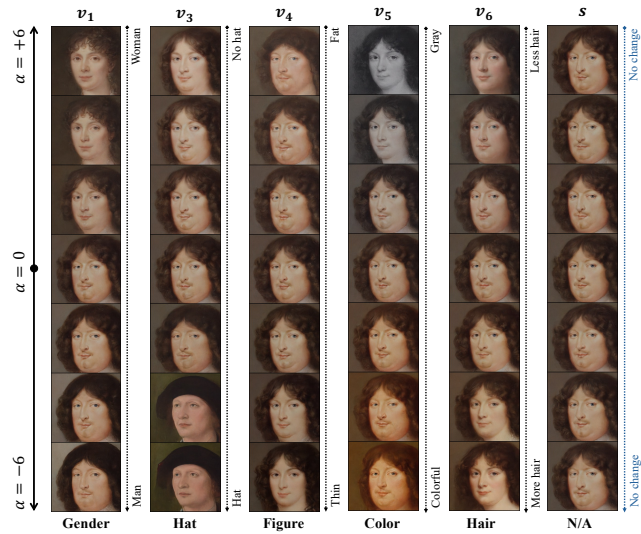 v₁ v₃ v₄ v₅ v₆ s
α = +6
α = 0
α = −6
Woman
Man
No hat
Hat
Fat
Thin
Gray
Colorful
Less hair
More hair
No change
No change
Gender Hat Figure Color Hair N/A